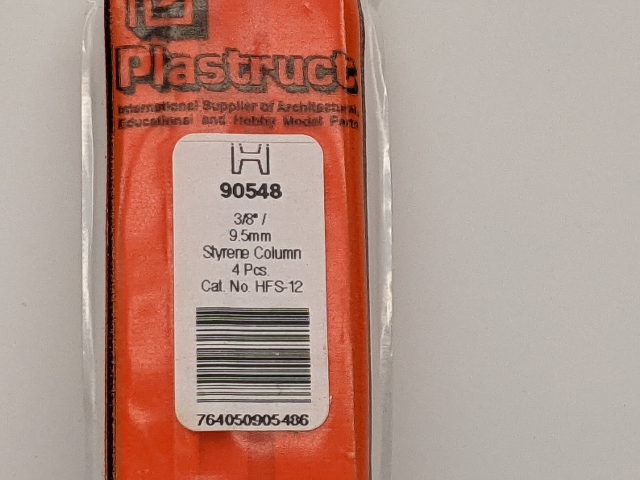 Plastruct
International Supplier of Architectural,
Educational and Hobby Model Parts
90548
3/8" /
9.5mm
Styrene Column
4 Pcs.
Cat. No. HFS-12
764050905486